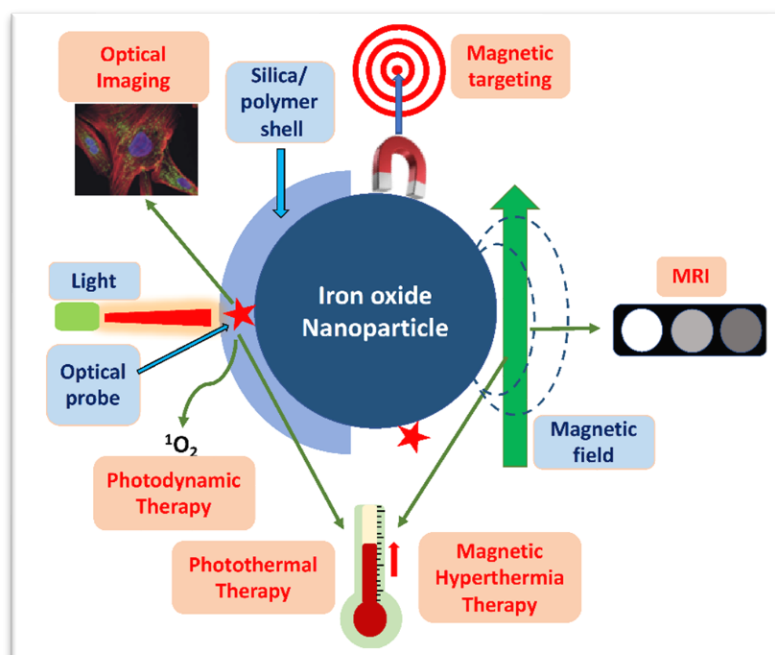 Optical
Imaging
Silica/
polymer
shell
Magnetic
targeting
Light
Iron oxide
Nanoparticle
MRI
Optical
probe
Magnetic
field
¹O₂
Photodynamic
Therapy
Photothermal
Therapy
Magnetic
Hyperthermia
Therapy